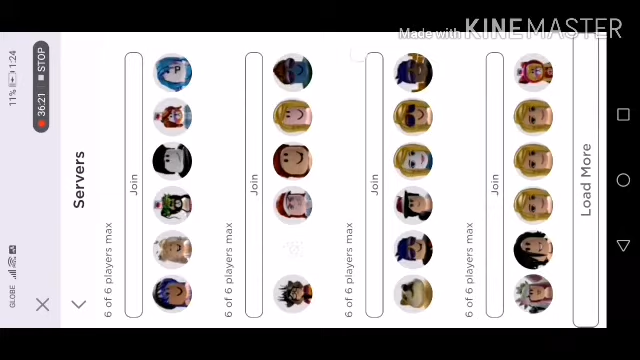 Made with KINEMASTER
GLOBE
36:21 STOP
11% 1:24
Servers
6 of 6 players max
Join
6 of 6 players max
Join
6 of 6 players max
Join
6 of 6 players max
Join
Load More